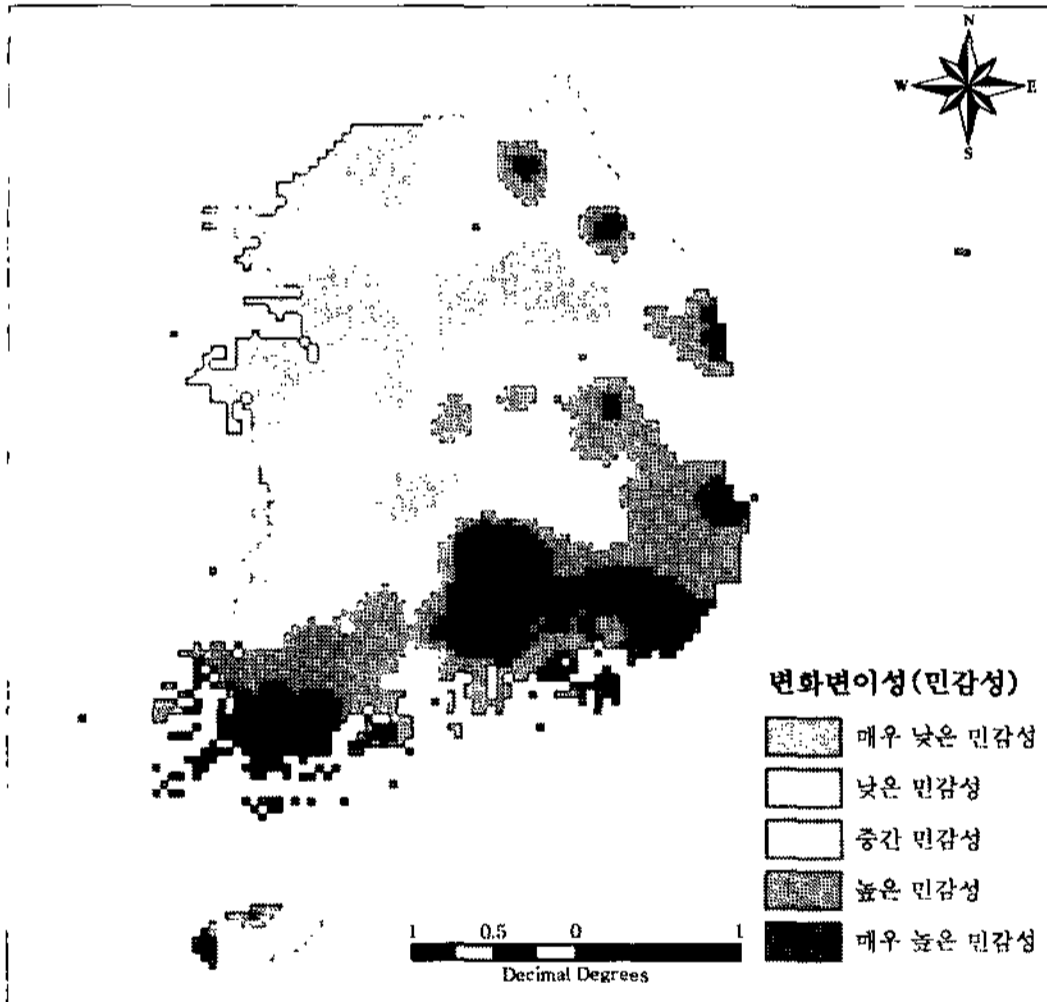 N
W E
S
변화변이성(민감성)
매우 낮은 민감성
낮은 민감성
중간 민감성
높은 민감성
매우 높은 민감성
1 0.5 0 1
Decimal Degrees